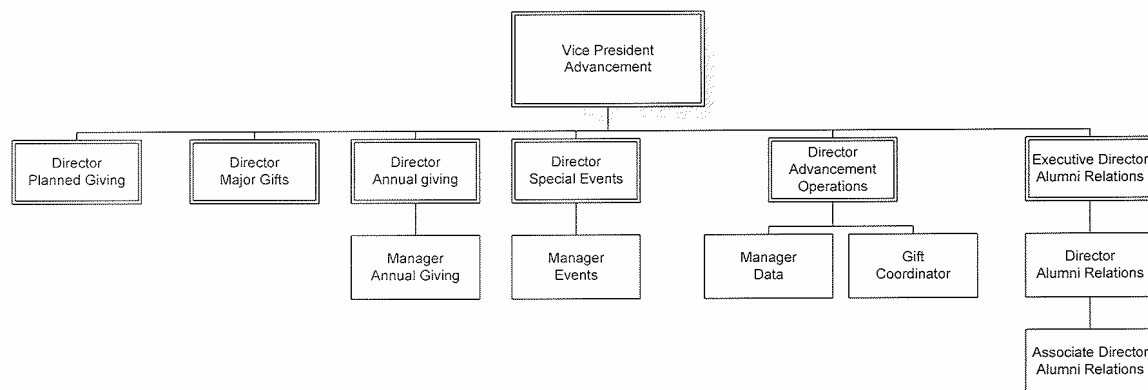 Vice President
Advancement
Director
Planned Giving
Director
Major Gifts
Director
Annual giving
Director
Special Events
Director
Advancement
Operations
Executive Director
Alumni Relations
Manager
Annual Giving
Manager
Events
Manager
Data
Gift
Coordinator
Director
Alumni Relations
Associate Director
Alumni Relations